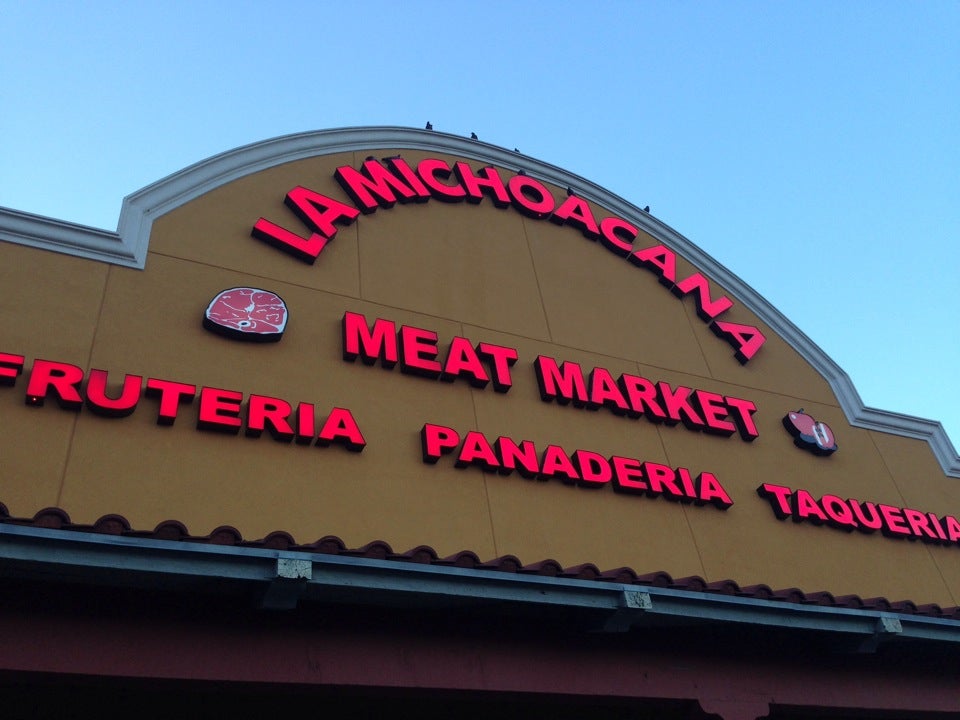 LA MICHOACANA
MEAT MARKET
FRUTERIA PANADERIA TAQUERIA